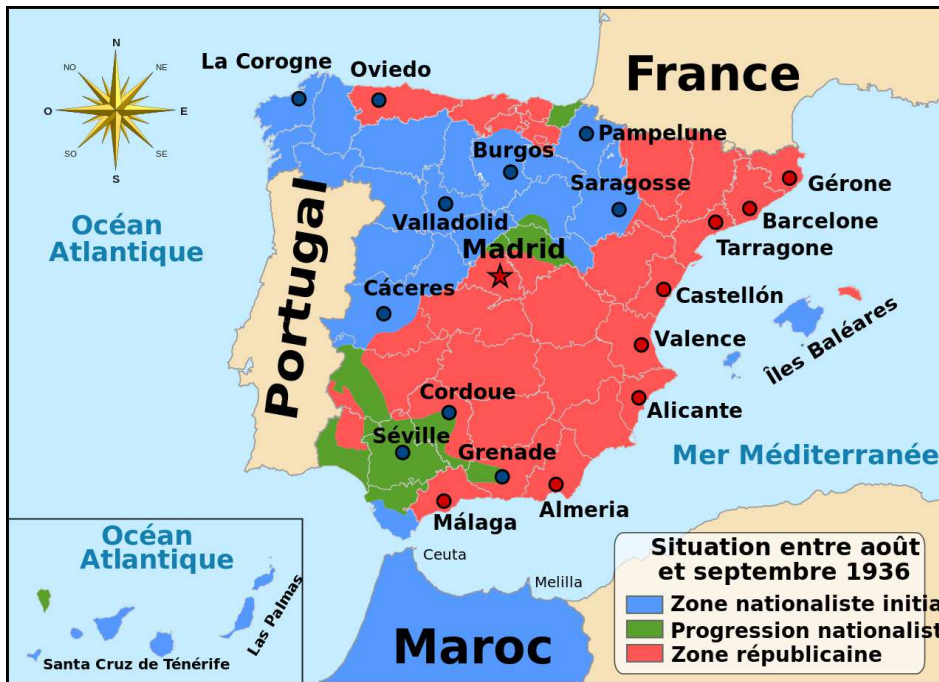 N
NO
NE
O
E
SO
SE
S
La Corogne
Oviedo
France
Pampelune
Burgos
Saragosse
Gérone
Barcelone
Tarragone
Valladolid
Madrid
Océan
Atlantique
Portugal
Cáceres
Castellón
Valence
Îles Baléares
Alicante
Cordoue
Séville
Grenade
Mer Méditerranée
Málaga
Almeria
Ceuta
Melilla
Maroc
Océan
Atlantique
Las Palmas
Santa Cruz de Ténérife
Situation entre août
et septembre 1936
Zone nationaliste initia
Progression nationalist
Zone républicaine